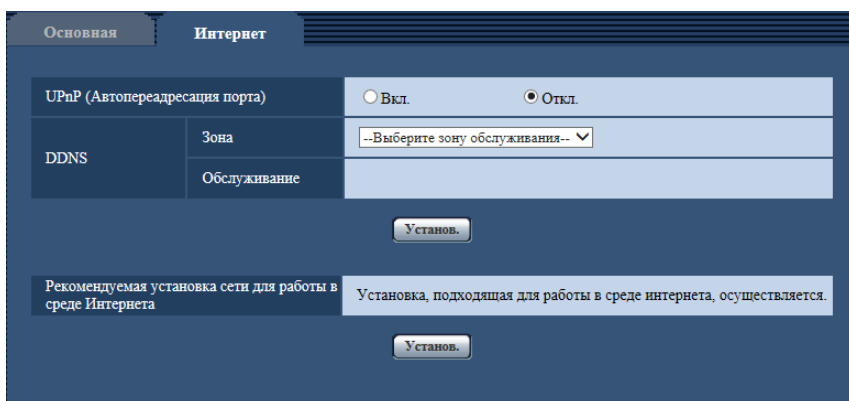 Основная
Интернет
UPnP (Автопереадресация порта)
Вкл.
Откл.
DDNS
Зона
--Выберите зону обслуживания--
Обслуживание
Установ.
Рекомендуемая установка сети для работы в
среде Интернета
Установка, подходящая для работы в среде интернета, осуществляется.
Установ.